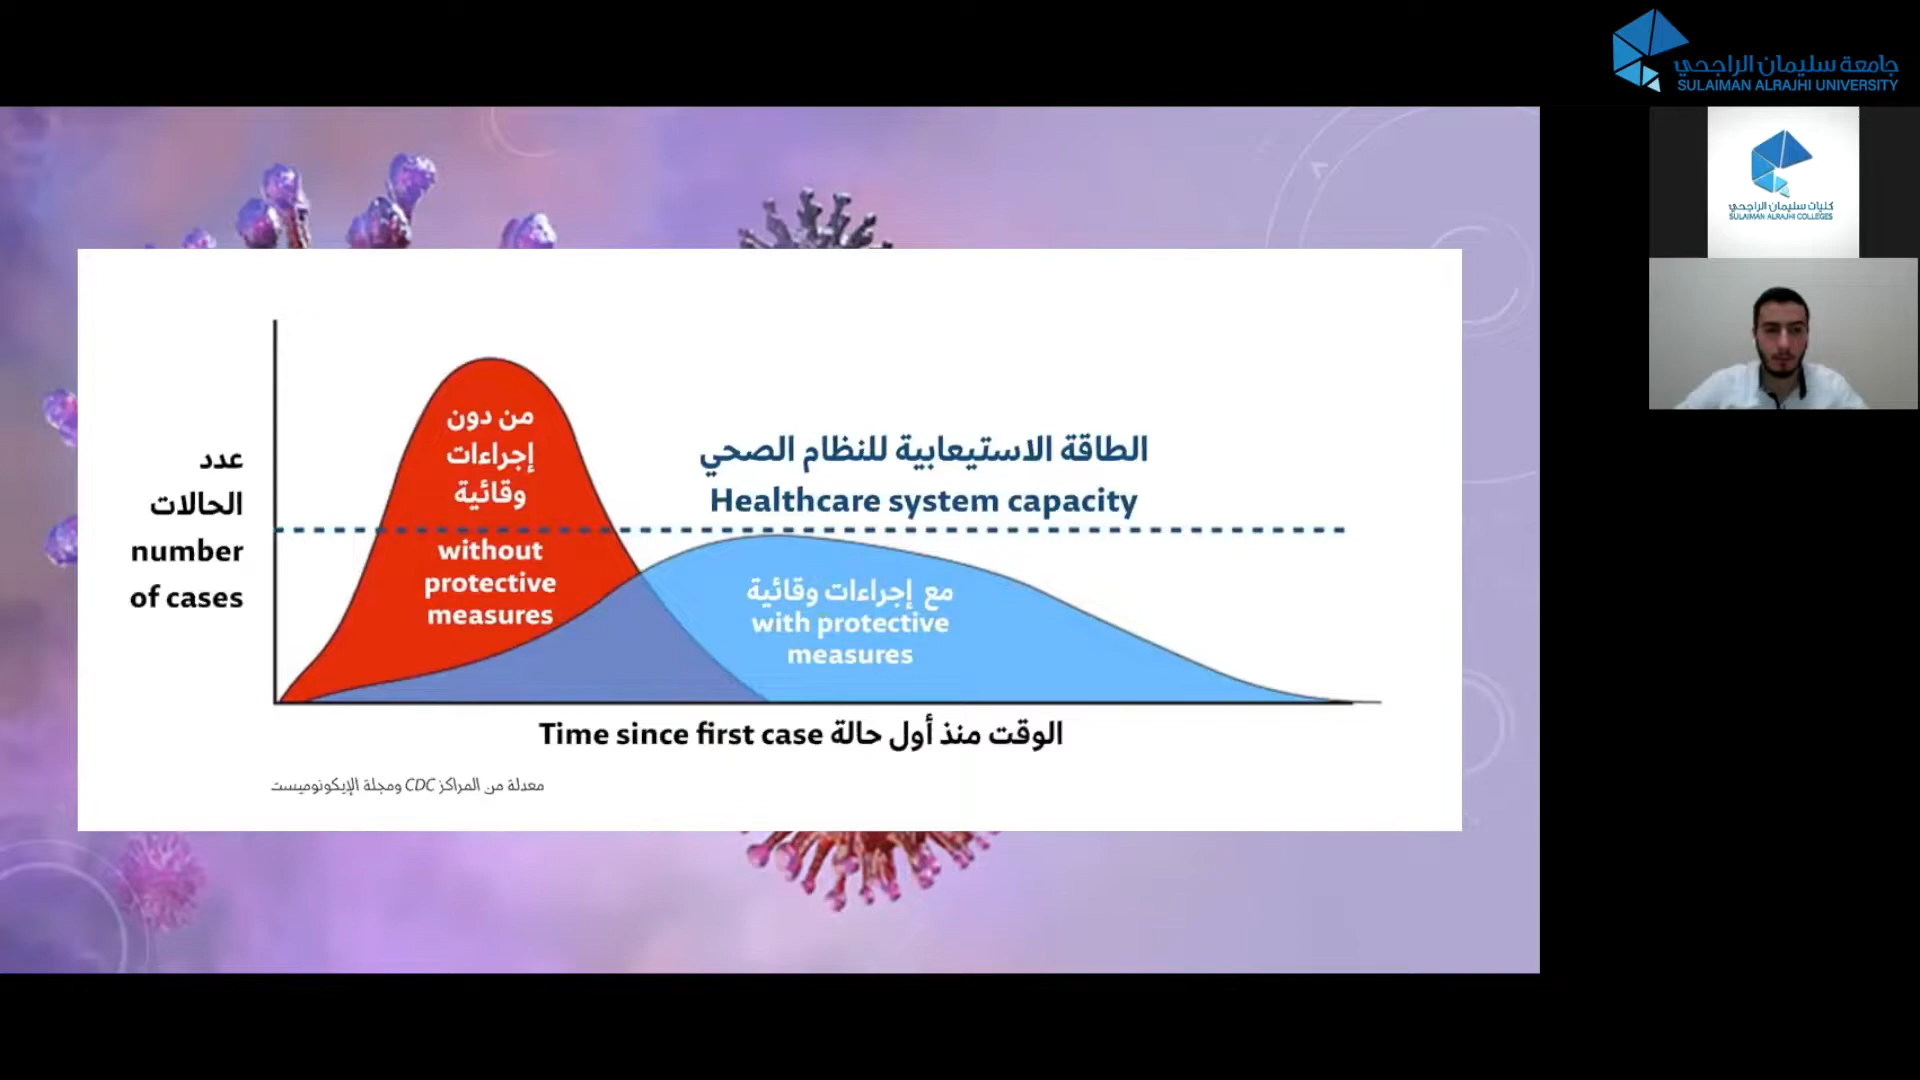 جامعة سليمان الراجحي
SULAIMAN ALRAJHI UNIVERSITY
كليات سليمان الراجحي
SULAIMAN ALRAJHI COLLEGES
عدد
الحالات
number
of cases
من دون
إجراءات
وقائية
without
protective
measures
الطاقة الاستيعابية للنظام الصحي
Healthcare system capacity
مع إجراءات وقائية
with protective
measures
Time since first case الوقت منذ أول حالة
معدلة من المراكز CDC ومجلة الإيكونوميست